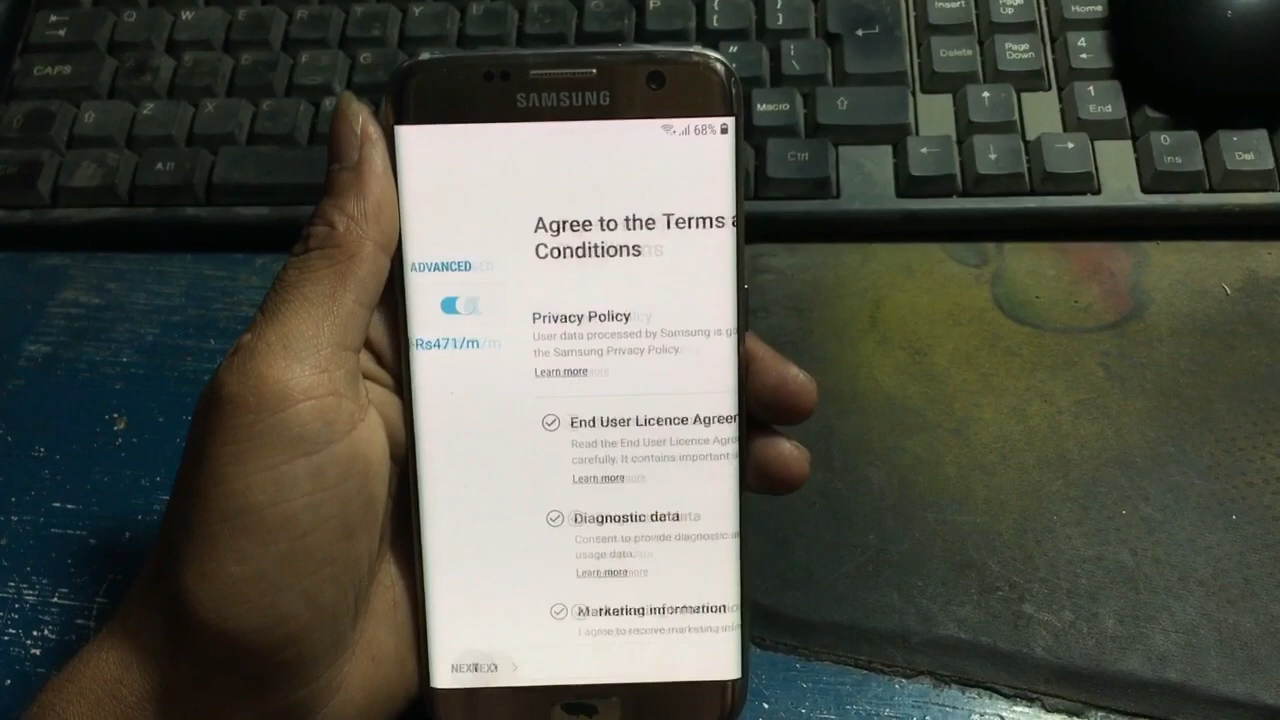 Q W E R T Y U I O P { [ } ]
Insert
Page Up
Home
CAPS
A S D F G
" '
| \
Delete
Page Down
4
Z X C
Macro
1 End
Alt
Ctrl
0 Ins
. Del
SAMSUNG
68%
Agree to the Terms a
Conditions
ADVANCED
Privacy Policy
User data processed by Samsung is go
the Samsung Privacy Policy.
Learn more
Rs471/m
End User Licence Agreer
Read the End User Licence Agre
carefully. It contains important
Learn more
Diagnostic data
Consent to provide diagnostic a
usage data.
Learn more
Marketing information
I agree to receive marketing
NEXT